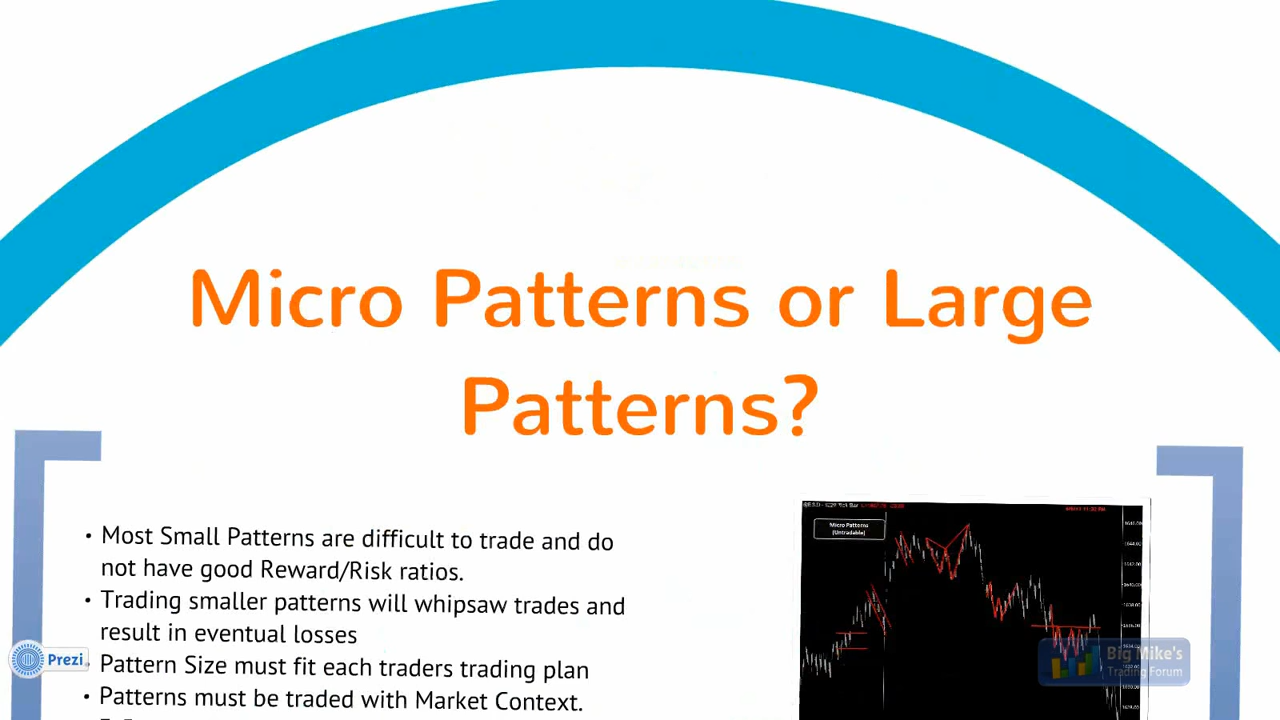 Micro Patterns or Large
Patterns?
• Most Small Patterns are difficult to trade and do
not have good Reward/Risk ratios.
• Trading smaller patterns will whipsaw trades and
result in eventual losses
Pattern Size must fit each traders trading plan
• Patterns must be traded with Market Context.
Micro Patterns
(Untradable)
Prezi
Big Mike's
Trading Forum